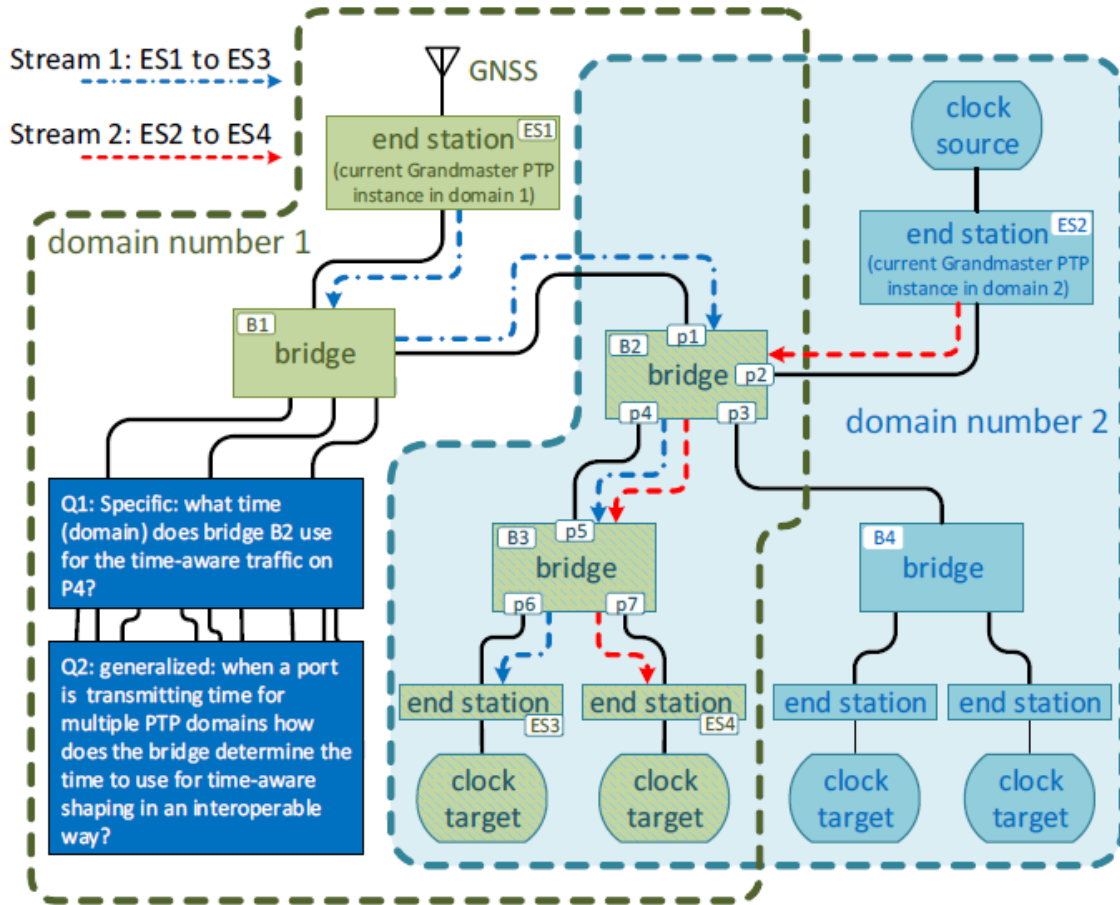 Stream 1: ES1 to ES3
Stream 2: ES2 to ES4
GNSS
end station
ES1
(current Grandmaster PTP
instance in domain 1)
clock
source
ES2
end station
(current Grandmaster PTP
instance in domain 2)
domain number 1
B1
bridge
p1
B2
bridge
p2
p4
p3
domain number 2
Q1: Specific: what time
(domain) does bridge B2 use
for the time-aware traffic on
P4?
p5
B3
bridge
p6
p7
B4
bridge
Q2: generalized: when a port
is transmitting time for
multiple PTP domains how
does the bridge determine the
time to use for time-aware
shaping in an interoperable
way?
end station
ES3
end station
ES4
end station
end station
clock
target
clock
target
clock
target
clock
target